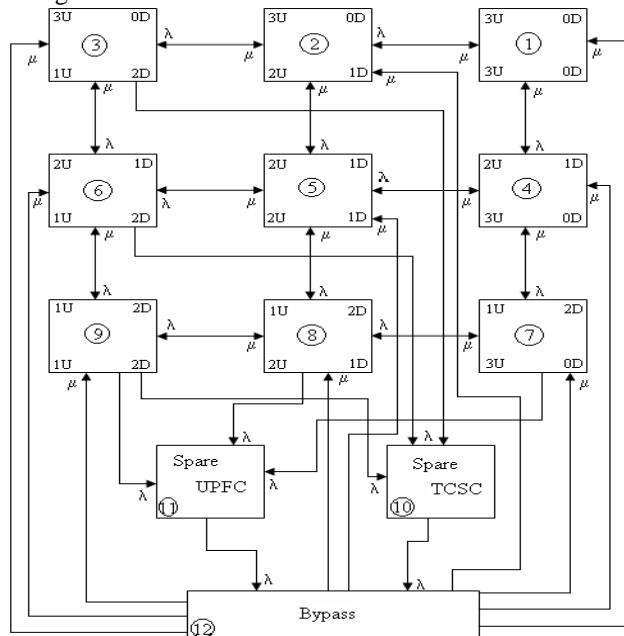 3U 0D 3U 0D 3U 0D
3 λ 2 λ 1
μ μ μ
1U 2D 2U 1D 3U 0D
μ μ μ μ
λ λ λ
2U 1D 2U 1D 2U 1D
6 5 λ 4
μ λ μ μ μ
1U 2D 2U 1D 3U 0D
μ μ μ μ
λ λ λ
1U 2D 1U 2D 1U 2D
9 λ 8 λ 7
μ μ
1U 2D 2U 1D 3U 0D
μ μ μ
λ λ
Spare Spare
UPFC λ TCSC
λ λ
11 10
λ λ
Bypass
12